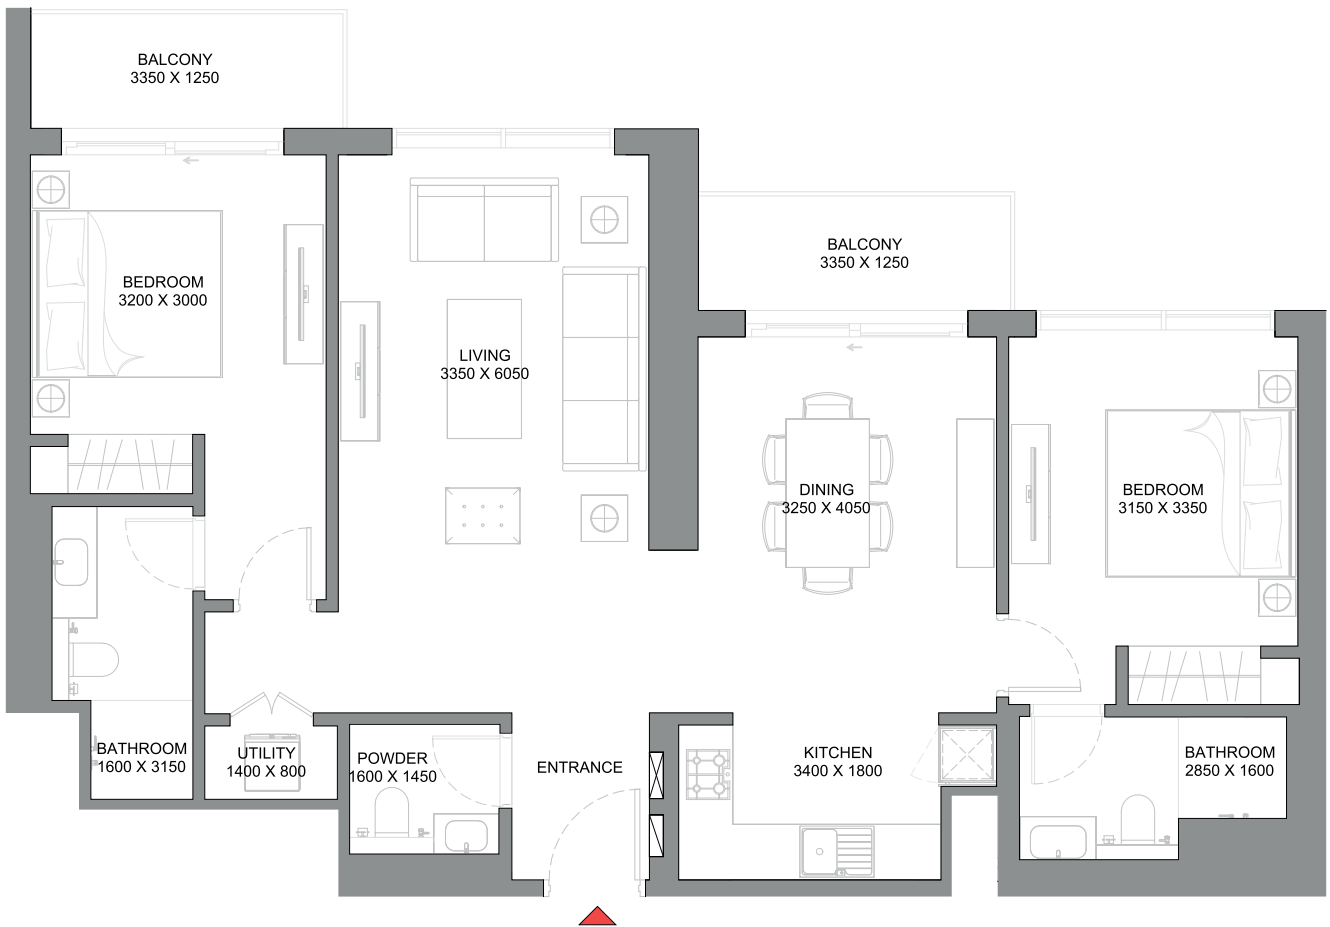 BALCONY
3350 X 1250
BALCONY
3350 X 1250
BEDROOM
3200 X 3000
LIVING
3350 X 6050
DINING
3250 X 4050
BEDROOM
3150 X 3350
BATHROOM
1600 X 3150
UTILITY
1400 X 800
POWDER
1600 X 1450
ENTRANCE
KITCHEN
3400 X 1800
BATHROOM
2850 X 1600